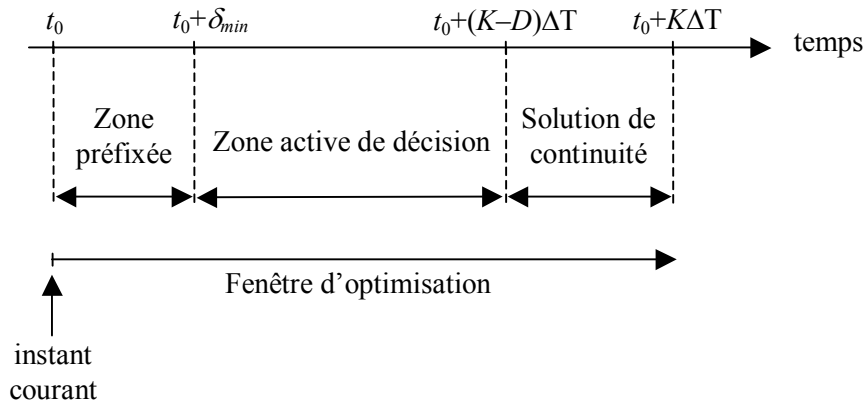 t₀ t₀+δmin t₀+(K–D)ΔT t₀+KΔT
temps
Zone
préfixée
Zone active de décision
Solution de
continuité
Fenêtre d’optimisation
instant
courant